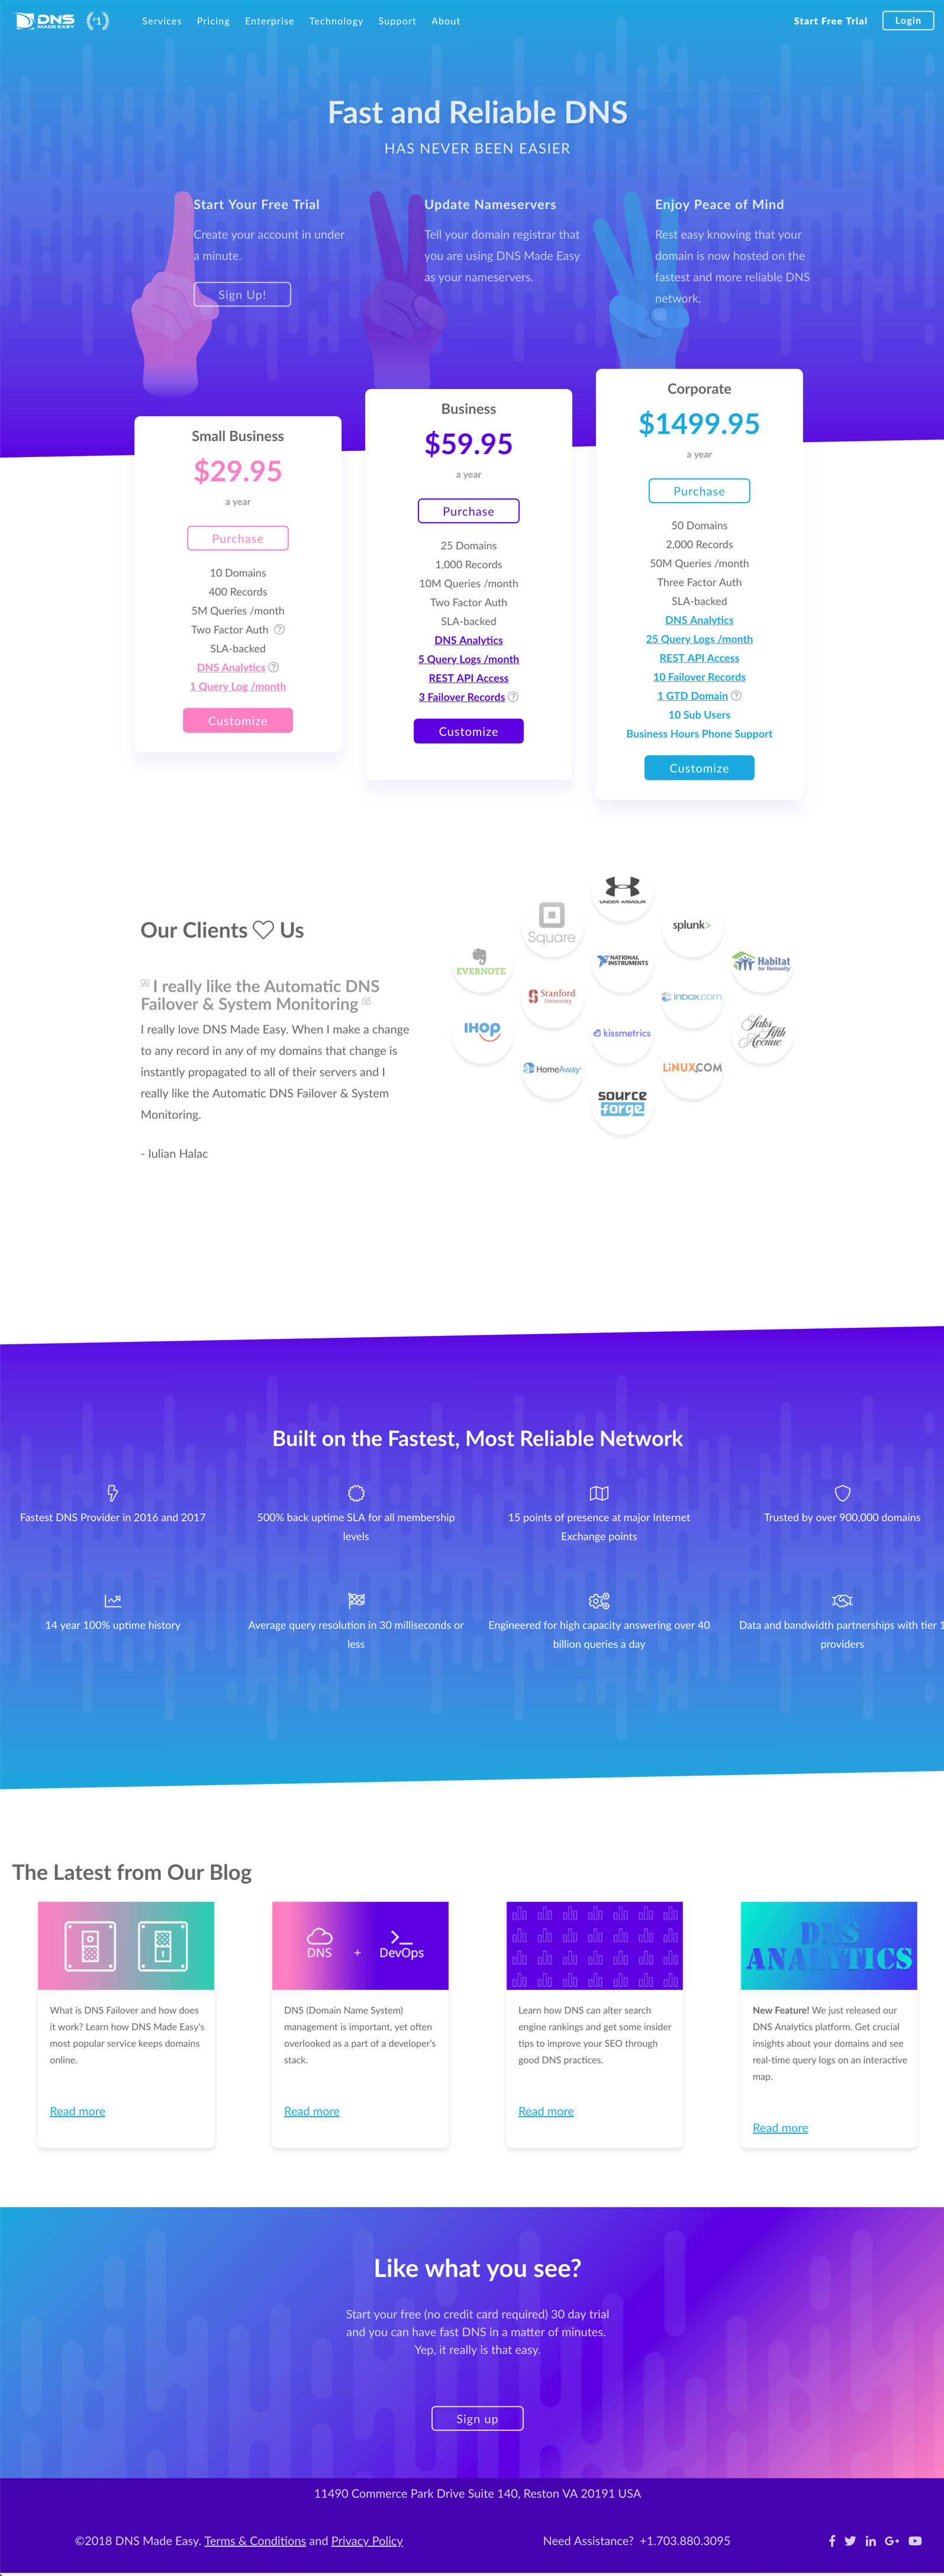 DNS
MADE EASY
#1
Services Pricing Enterprise Technology Support About
Start Free Trial
Login
Fast and Reliable DNS
HAS NEVER BEEN EASIER
Start Your Free Trial
Create your account in under
a minute.
Sign Up!
Update Nameservers
Tell your domain registrar that
you are using DNS Made Easy
as your nameservers.
Enjoy Peace of Mind
Rest easy knowing that your
domain is now hosted on the
fastest and more reliable DNS
network.
Small Business
$29.95
a year
Purchase
10 Domains
400 Records
5M Queries /month
Two Factor Auth ?
SLA-backed
DNS Analytics ?
1 Query Log /month
Customize
Business
$59.95
a year
Purchase
25 Domains
1,000 Records
10M Queries /month
Two Factor Auth
SLA-backed
DNS Analytics
5 Query Logs /month
REST API Access
3 Failover Records ?
Customize
Corporate
$1499.95
a year
Purchase
50 Domains
2,000 Records
50M Queries /month
Three Factor Auth
SLA-backed
DNS Analytics
25 Query Logs /month
REST API Access
10 Failover Records
1 GTD Domain ?
10 Sub Users
Business Hours Phone Support
Customize
Our Clients ♡ Us
I really like the Automatic DNS
Failover & System Monitoring
I really love DNS Made Easy. When I make a change
to any record in any of my domains that change is
instantly propagated to all of their servers and I
really like the Automatic DNS Failover & System
Monitoring.
- Iulian Halac
UNDER ARMOUR
Square
splunk>
EVERNOTE
NATIONAL
INSTRUMENTS
Habitat
for Humanity
Stanford
University
inbox.com
IHOP
kissmetrics
Saks
Fifth
Avenue
HomeAway
LINUX.COM
source
forge
Built on the Fastest, Most Reliable Network
Fastest DNS Provider in 2016 and 2017
500% back uptime SLA for all membership
levels
15 points of presence at major Internet
Exchange points
Trusted by over 900,000 domains
14 year 100% uptime history
Average query resolution in 30 milliseconds or
less
Engineered for high capacity answering over 40
billion queries a day
Data and bandwidth partnerships with tier 1
providers
The Latest from Our Blog
What is DNS Failover and how does
it work? Learn how DNS Made Easy's
most popular service keeps domains
online.
Read more
DNS + DevOps
DNS (Domain Name System)
management is important, yet often
overlooked as a part of a developer's
stack.
Read more
Learn how DNS can alter search
engine rankings and get some insider
tips to improve your SEO through
good DNS practices.
Read more
DNS
ANALYTICS
New Feature! We just released our
DNS Analytics platform. Get crucial
insights about your domains and see
real-time query logs on an interactive
map.
Read more
Like what you see?
Start your free (no credit card required) 30 day trial
and you can have fast DNS in a matter of minutes.
Yep, it really is that easy.
Sign up
11490 Commerce Park Drive Suite 140, Reston VA 20191 USA
©2018 DNS Made Easy. Terms & Conditions and Privacy Policy
Need Assistance? +1.703.880.3095